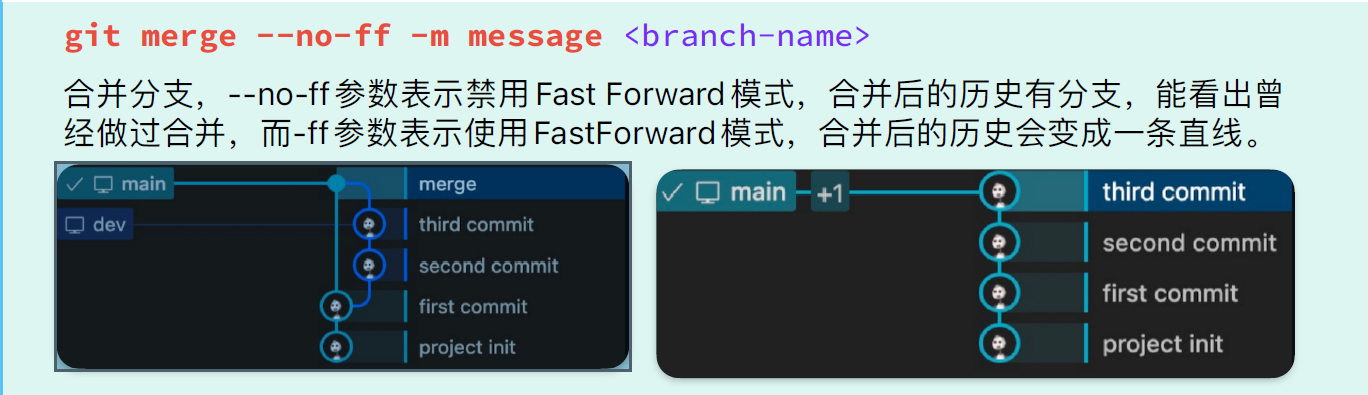 git merge --no-ff -m message <branch-name>
合并分支，--no-ff参数表示禁用Fast Forward模式，合并后的历史有分支，能看出曾
经做过合并，而-ff参数表示使用FastForward模式，合并后的历史会变成一条直线。
main merge
dev third commit
second commit
first commit
project init
main +1 third commit
second commit
first commit
project init